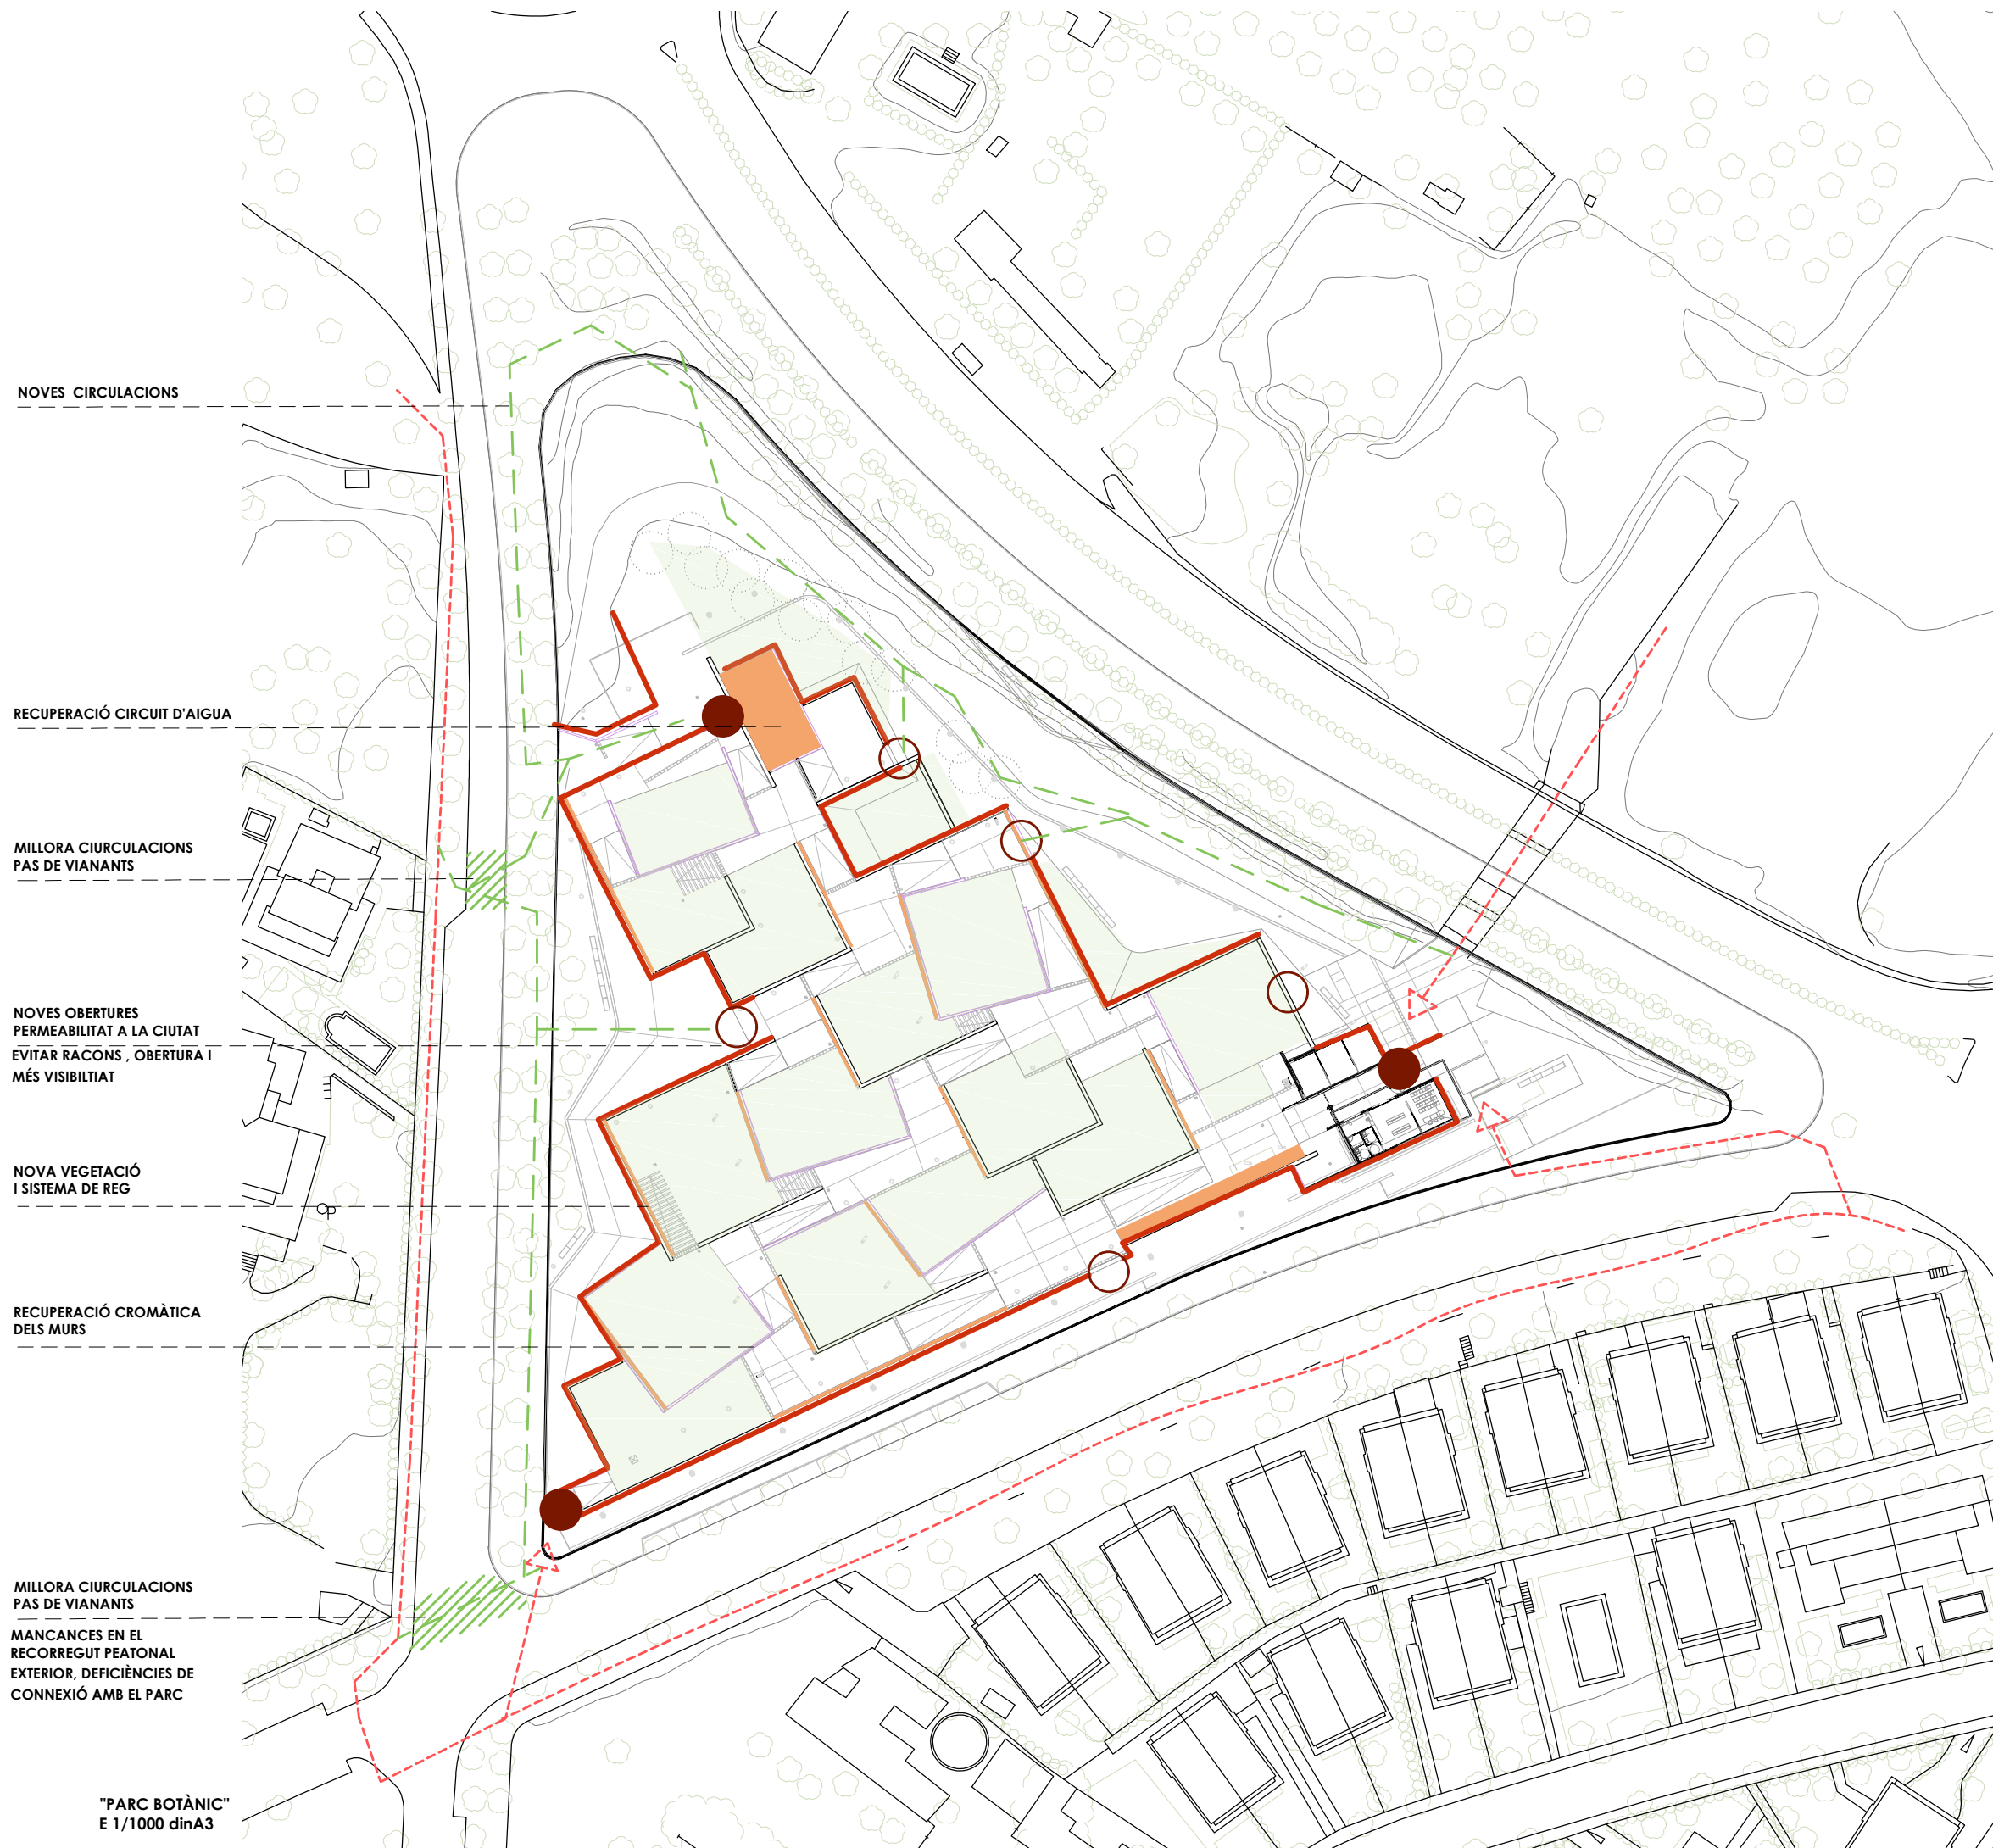 NOVES CIRCULACIONS
RECUPERACIÓ CIRCUIT D'AIGUA
MILLORA CIURCULACIONS
PAS DE VIANANTS
NOVES OBERTURES
PERMEABILITAT A LA CIUTAT
EVITAR RACONS , OBERTURA I
MÉS VISIBILTIAT
NOVA VEGETACIÓ
I SISTEMA DE REG
RECUPERACIÓ CROMÀTICA
DELS MURS
MILLORA CIURCULACIONS
PAS DE VIANANTS
MANCANCES EN EL
RECORREGUT PEATONAL
EXTERIOR, DEFICIÈNCIES DE
CONNEXIÓ AMB EL PARC
"PARC BOTÀNIC"
E 1/1000 dinA3